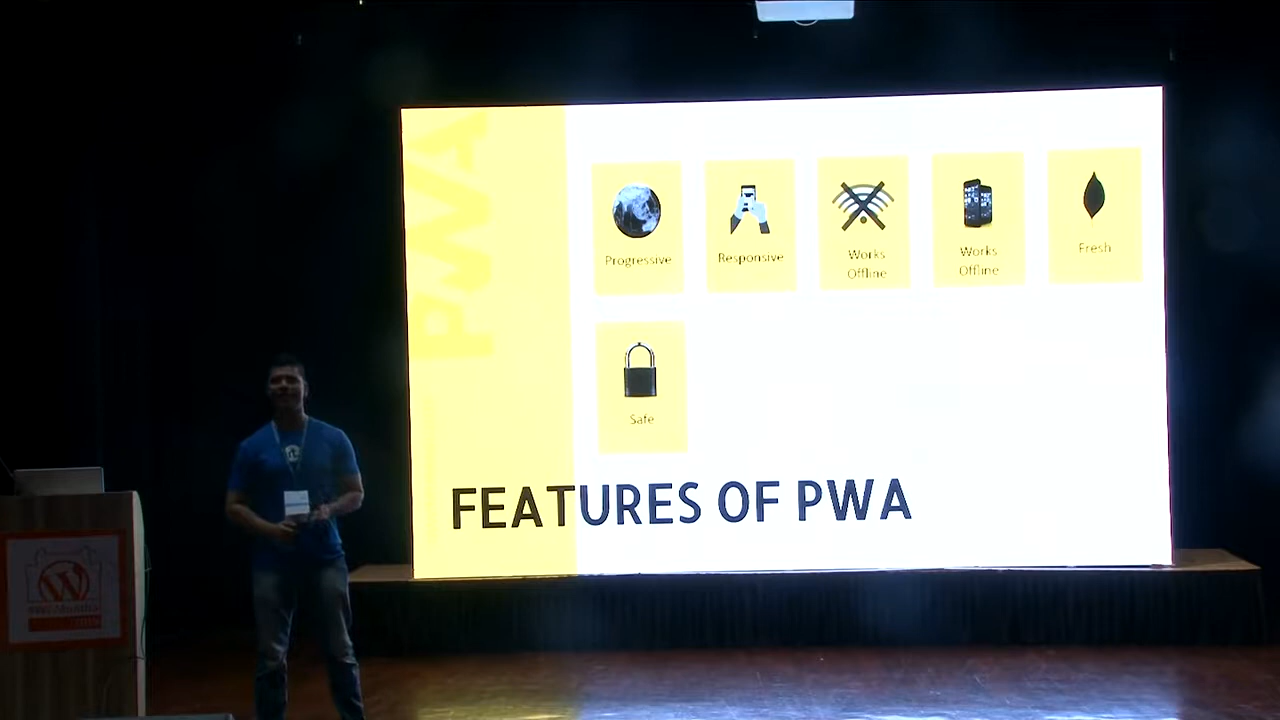 PWA
Progressive
Responsive
Works
Offline
Works
Offline
Fresh
Safe
FEATURES OF PWA